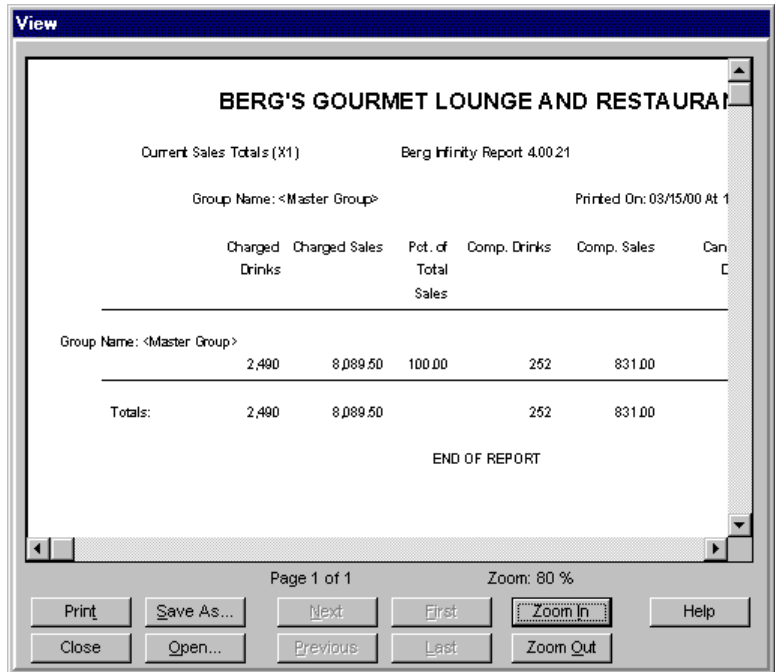 View
BERG'S GOURMET LOUNGE AND RESTAURA
Current Sales Totals (X1) Berg Infinity Report 4.00.21
Group Name: <Master Group> Printed On: 03/15/00 At 1
Charged Charged Sales Pct. of Comp. Drinks Comp. Sales Can
Drinks Total D
Sales
Group Name: <Master Group>
2,490 8,089.50 100.00 252 831.00
Totals: 2,490 8,089.50 252 831.00
END OF REPORT
Page 1 of 1 Zoom: 80 %
Print Save As... Next First Zoom In Help
Close Open... Previous Last Zoom Out